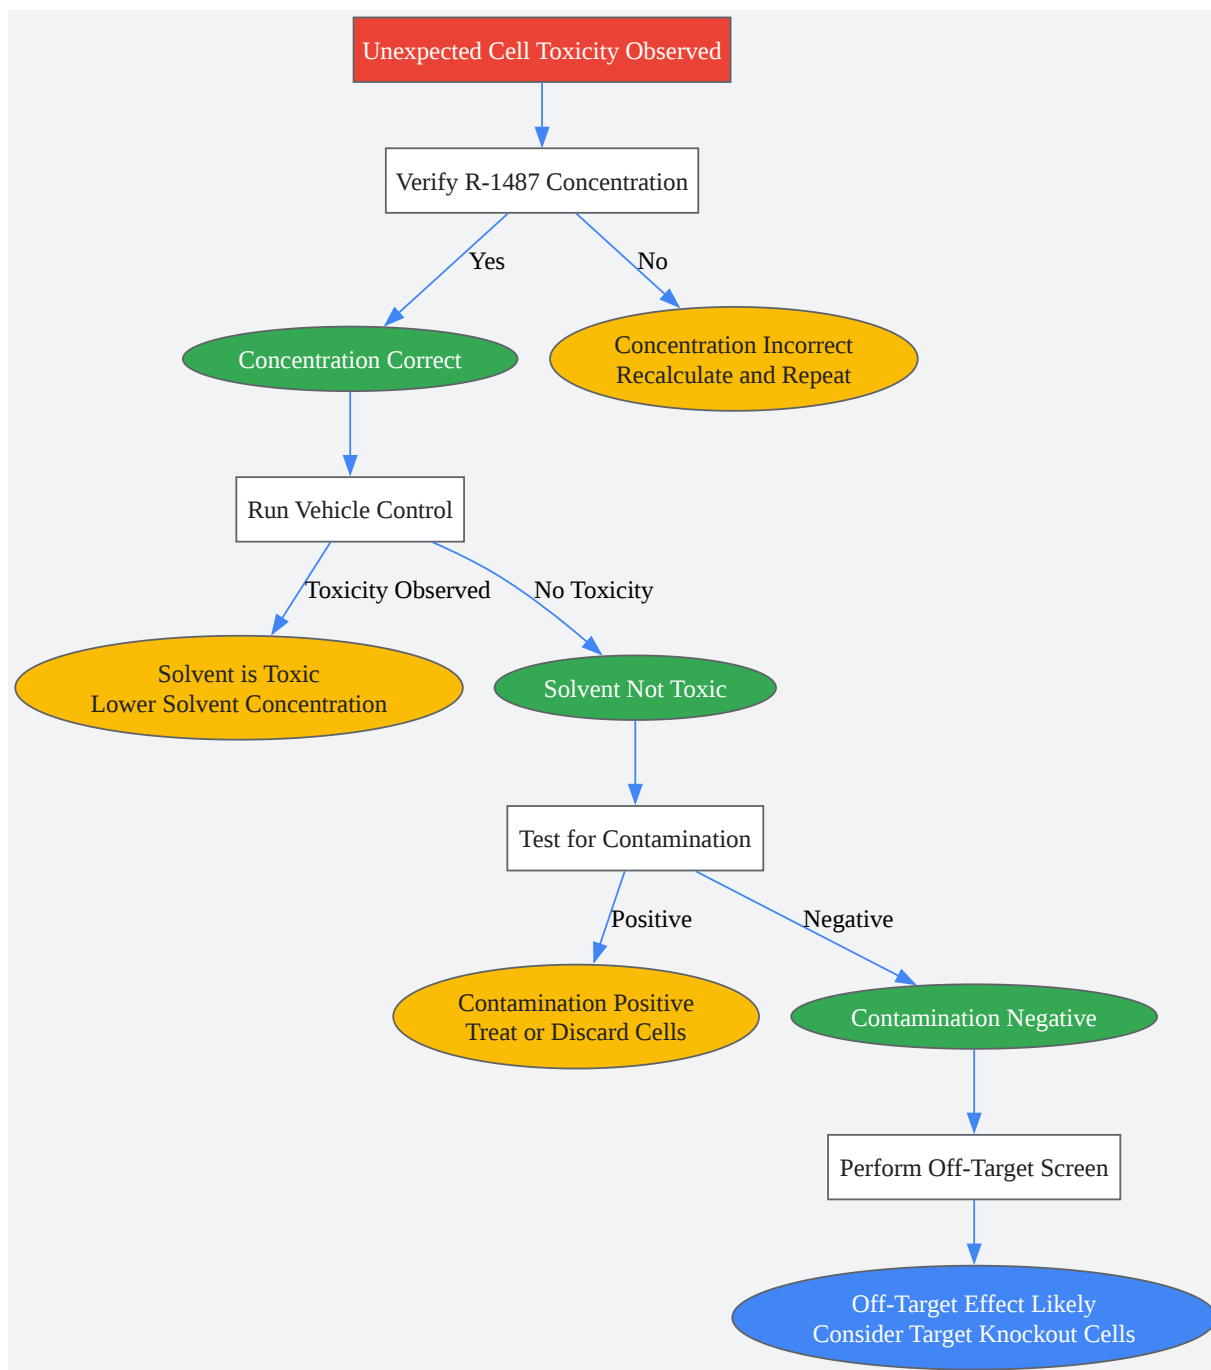 Unexpected Cell Toxicity Observed
Verify R-1487 Concentration
Yes
No
Concentration Correct
Concentration Incorrect
Recalculate and Repeat
Run Vehicle Control
Toxicity Observed
No Toxicity
Solvent is Toxic
Lower Solvent Concentration
Solvent Not Toxic
Test for Contamination
Positive
Negative
Contamination Positive
Treat or Discard Cells
Contamination Negative
Perform Off-Target Screen
Off-Target Effect Likely
Consider Target Knockout Cells